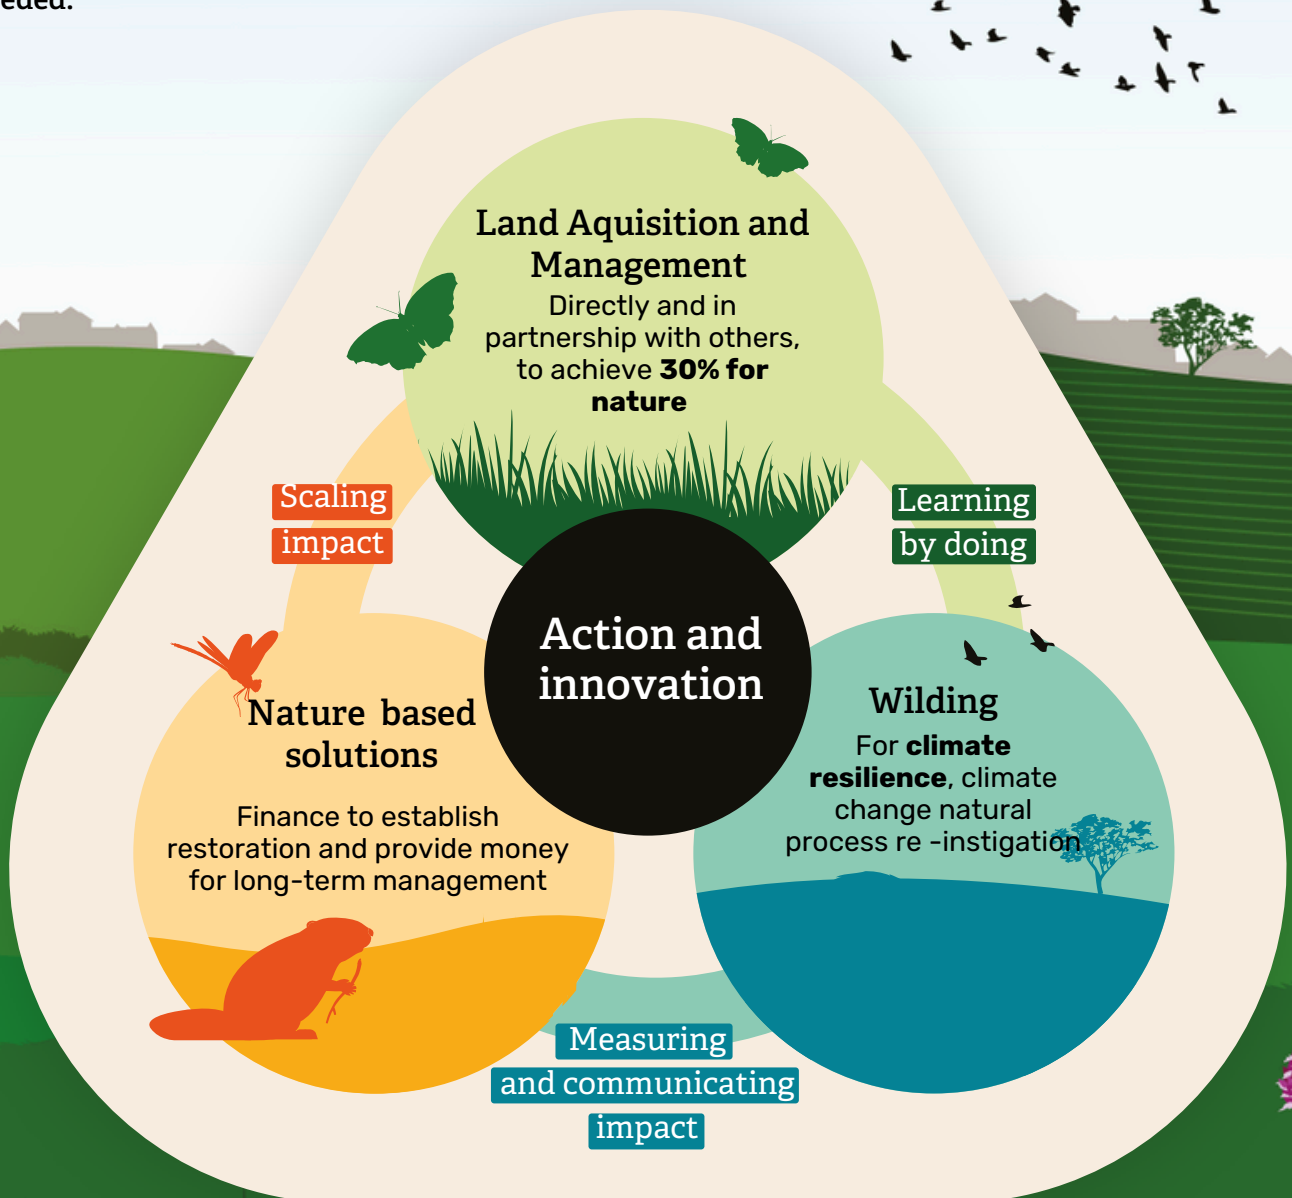 eded.
Land Aquisition and
Management
Directly and in
partnership with others,
to achieve 30% for
nature
Scaling
impact
Learning
by doing
Action and
innovation
Nature based
solutions
Finance to establish
restoration and provide money
for long-term management
Wilding
For climate
resilience, climate
change natural
process re -instigation
Measuring
and communicating
impact